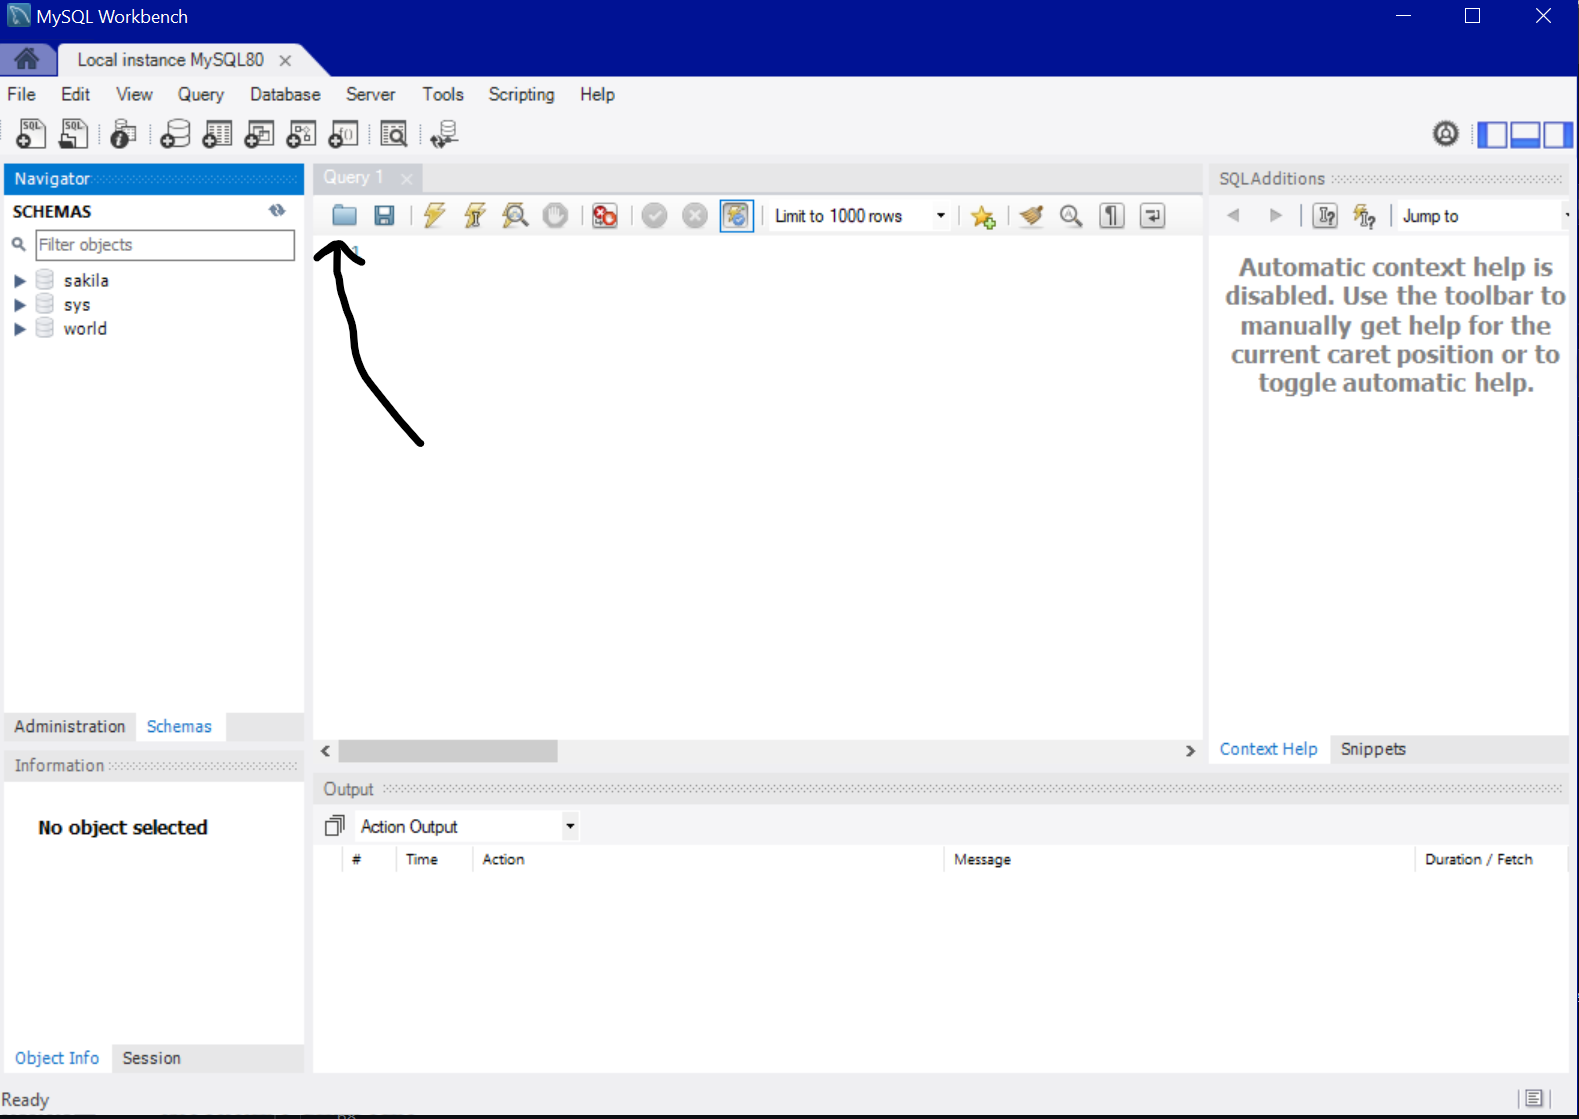 MySQL Workbench
Local instance MySQL80
File Edit View Query Database Server Tools Scripting Help
Navigator
SCHEMAS
Filter objects
sakila
sys
world
Administration Schemas
Information
No object selected
Object Info Session
Query 1
Limit to 1000 rows
1
Output
Action Output
# Time Action Message Duration / Fetch
SQLAdditions
Jump to
Automatic context help is
disabled. Use the toolbar to
manually get help for the
current caret position or to
toggle automatic help.
Context Help Snippets
Ready